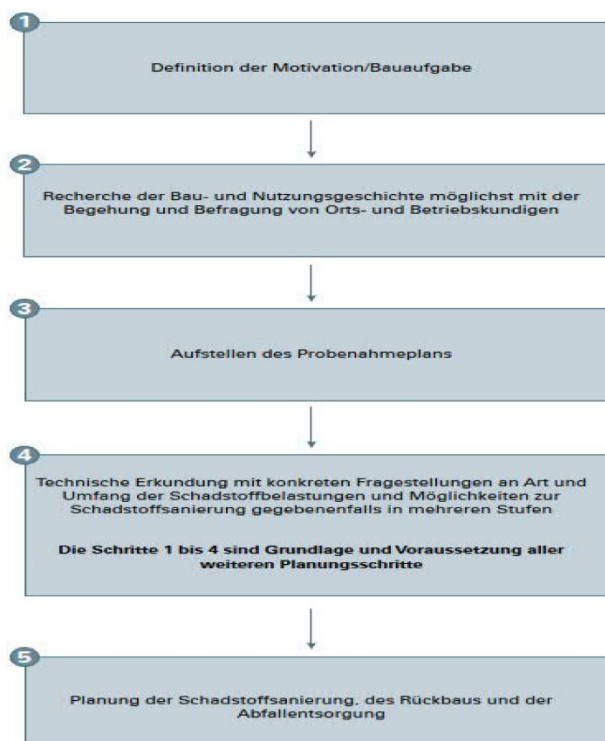 1
Definition der Motivation/Bauaufgabe
2
Recherche der Bau- und Nutzungsgeschichte möglichst mit der
Begehung und Befragung von Orts- und Betriebskundigen
3
Aufstellen des Probenahmeplans
4
Technische Erkundung mit konkreten Fragestellungen an Art und
Umfang der Schadstoffbelastungen und Möglichkeiten zur
Schadstoffsanierung gegebenenfalls in mehreren Stufen
Die Schritte 1 bis 4 sind Grundlage und Voraussetzung aller
weiteren Planungsschritte
5
Planung der Schadstoffsanierung, des Rückbaus und der
Abfallentsorgung